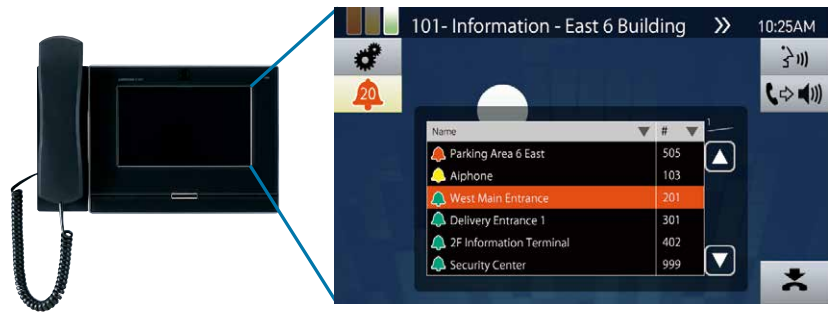 101- Information - East 6 Building
10:25AM
20
Name #
1
Parking Area 6 East 505
Aiphone 103
West Main Entrance 201
Delivery Entrance 1 301
2F Information Terminal 402
Security Center 999